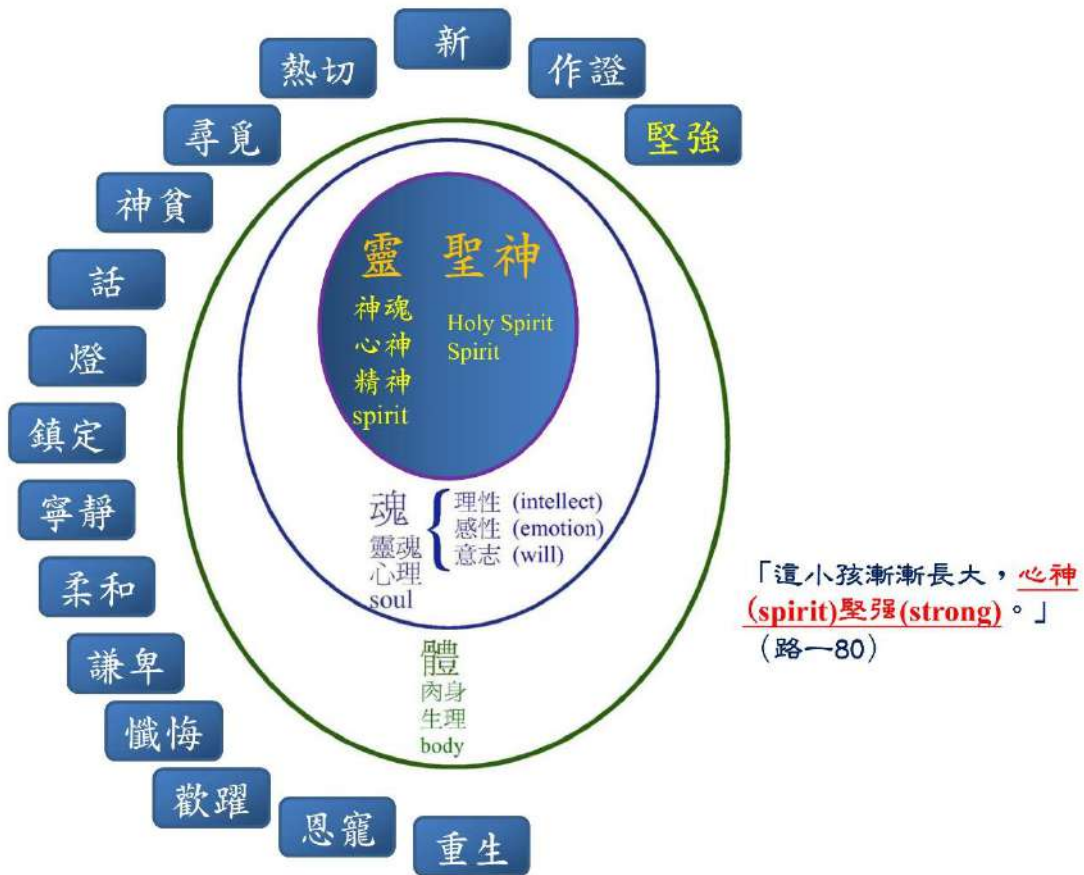 新
熱切
作證
尋覓
堅強
神貧
話
燈
鎮定
寧靜
柔和
謙卑
懺悔
歡躍
恩寵
重生
靈 聖神
神魂
心神
精神
spirit
Holy Spirit
Spirit
魂
靈魂
心理
soul
理性 (intellect)
感性 (emotion)
意志 (will)
體
肉身
生理
body
「這小孩漸漸長大,心神
(spirit)堅强(strong)。」
(路一80)